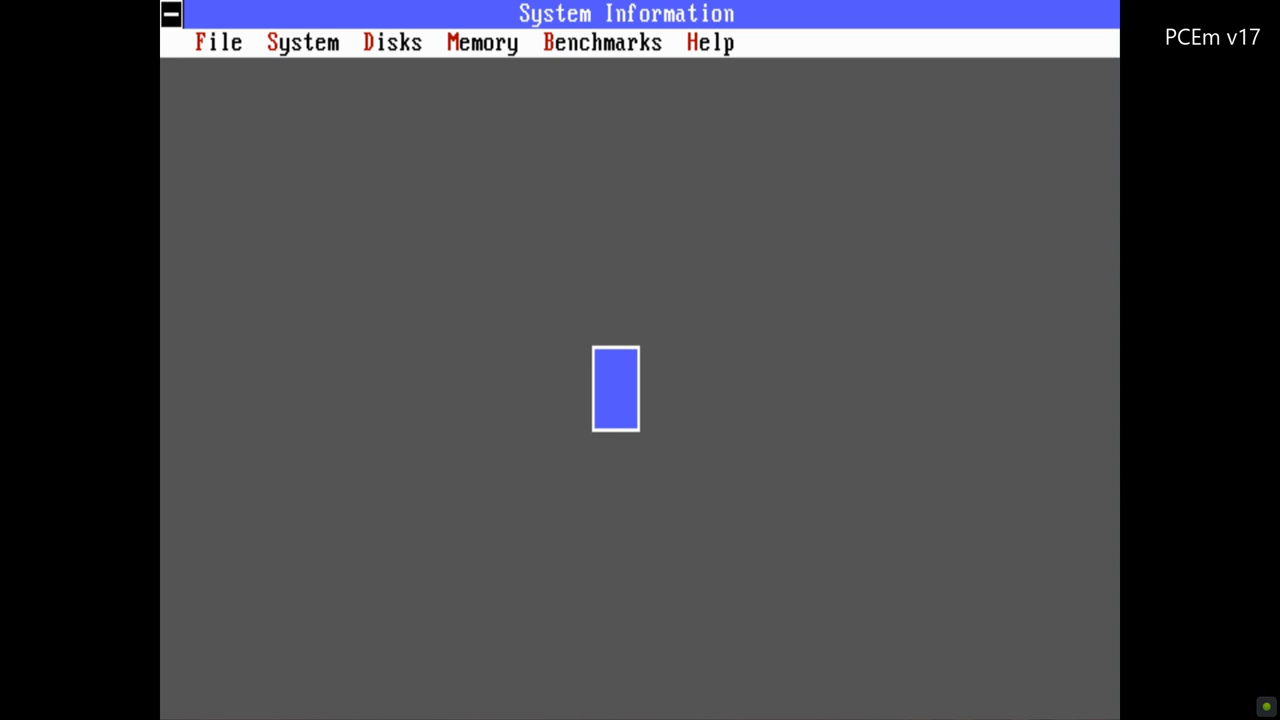 System Information
File System Disks Memory Benchmarks Help
PCEm v17